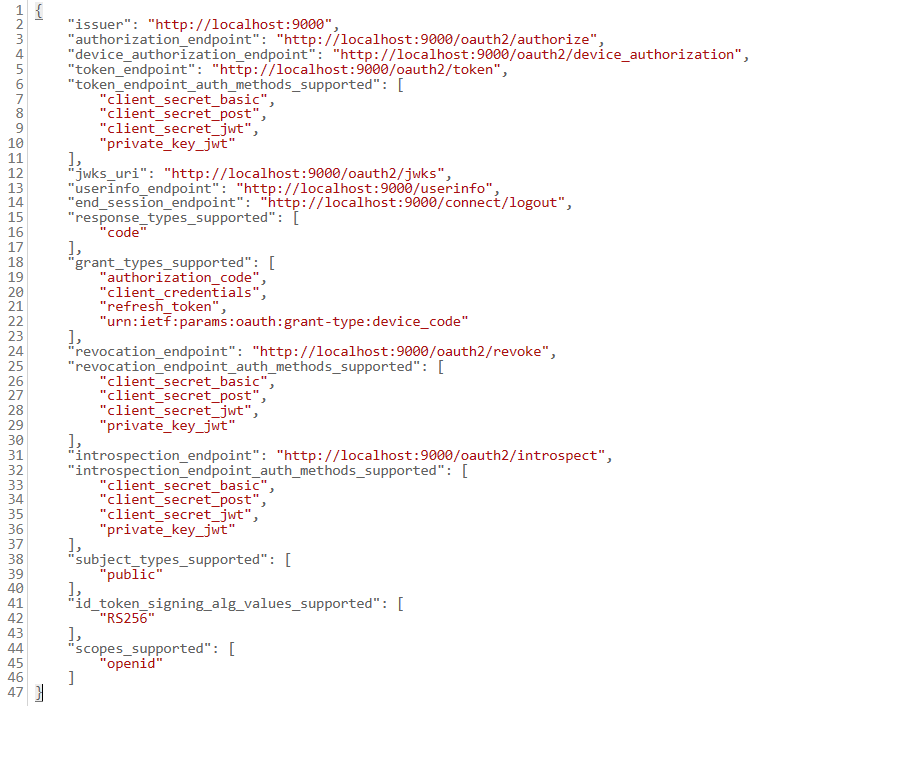 1 {
2     "issuer": "http://localhost:9000",
3     "authorization_endpoint": "http://localhost:9000/oauth2/authorize",
4     "device_authorization_endpoint": "http://localhost:9000/oauth2/device_authorization",
5     "token_endpoint": "http://localhost:9000/oauth2/token",
6     "token_endpoint_auth_methods_supported": [
7         "client_secret_basic",
8         "client_secret_post",
9         "client_secret_jwt",
10         "private_key_jwt"
11     ],
12     "jwks_uri": "http://localhost:9000/oauth2/jwks",
13     "userinfo_endpoint": "http://localhost:9000/userinfo",
14     "end_session_endpoint": "http://localhost:9000/connect/logout",
15     "response_types_supported": [
16         "code"
17     ],
18     "grant_types_supported": [
19         "authorization_code",
20         "client_credentials",
21         "refresh_token",
22         "urn:ietf:params:oauth:grant-type:device_code"
23     ],
24     "revocation_endpoint": "http://localhost:9000/oauth2/revoke",
25     "revocation_endpoint_auth_methods_supported": [
26         "client_secret_basic",
27         "client_secret_post",
28         "client_secret_jwt",
29         "private_key_jwt"
30     ],
31     "introspection_endpoint": "http://localhost:9000/oauth2/introspect",
32     "introspection_endpoint_auth_methods_supported": [
33         "client_secret_basic",
34         "client_secret_post",
35         "client_secret_jwt",
36         "private_key_jwt"
37     ],
38     "subject_types_supported": [
39         "public"
40     ],
41     "id_token_signing_alg_values_supported": [
42         "RS256"
43     ],
44     "scopes_supported": [
45         "openid"
46     ]
47 }